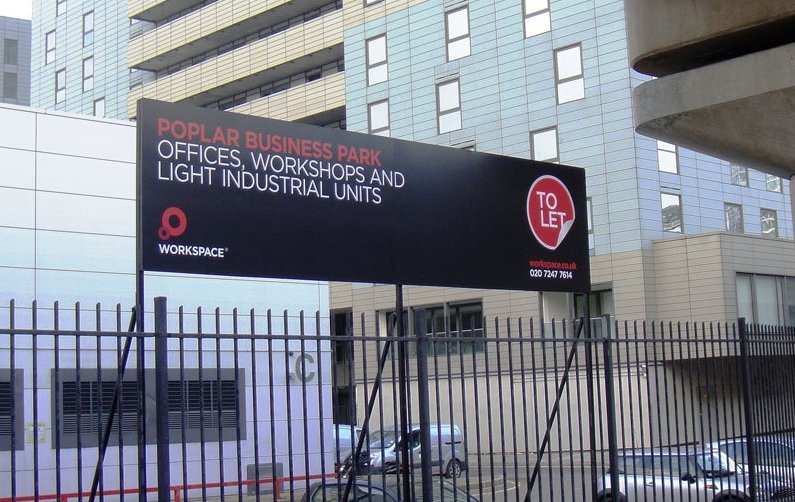 POPLAR BUSINESS PARK
OFFICES, WORKSHOPS AND
LIGHT INDUSTRIAL UNITS
WORKSPACE®
TO
LET
workspace.co.uk
020 7247 7614
C